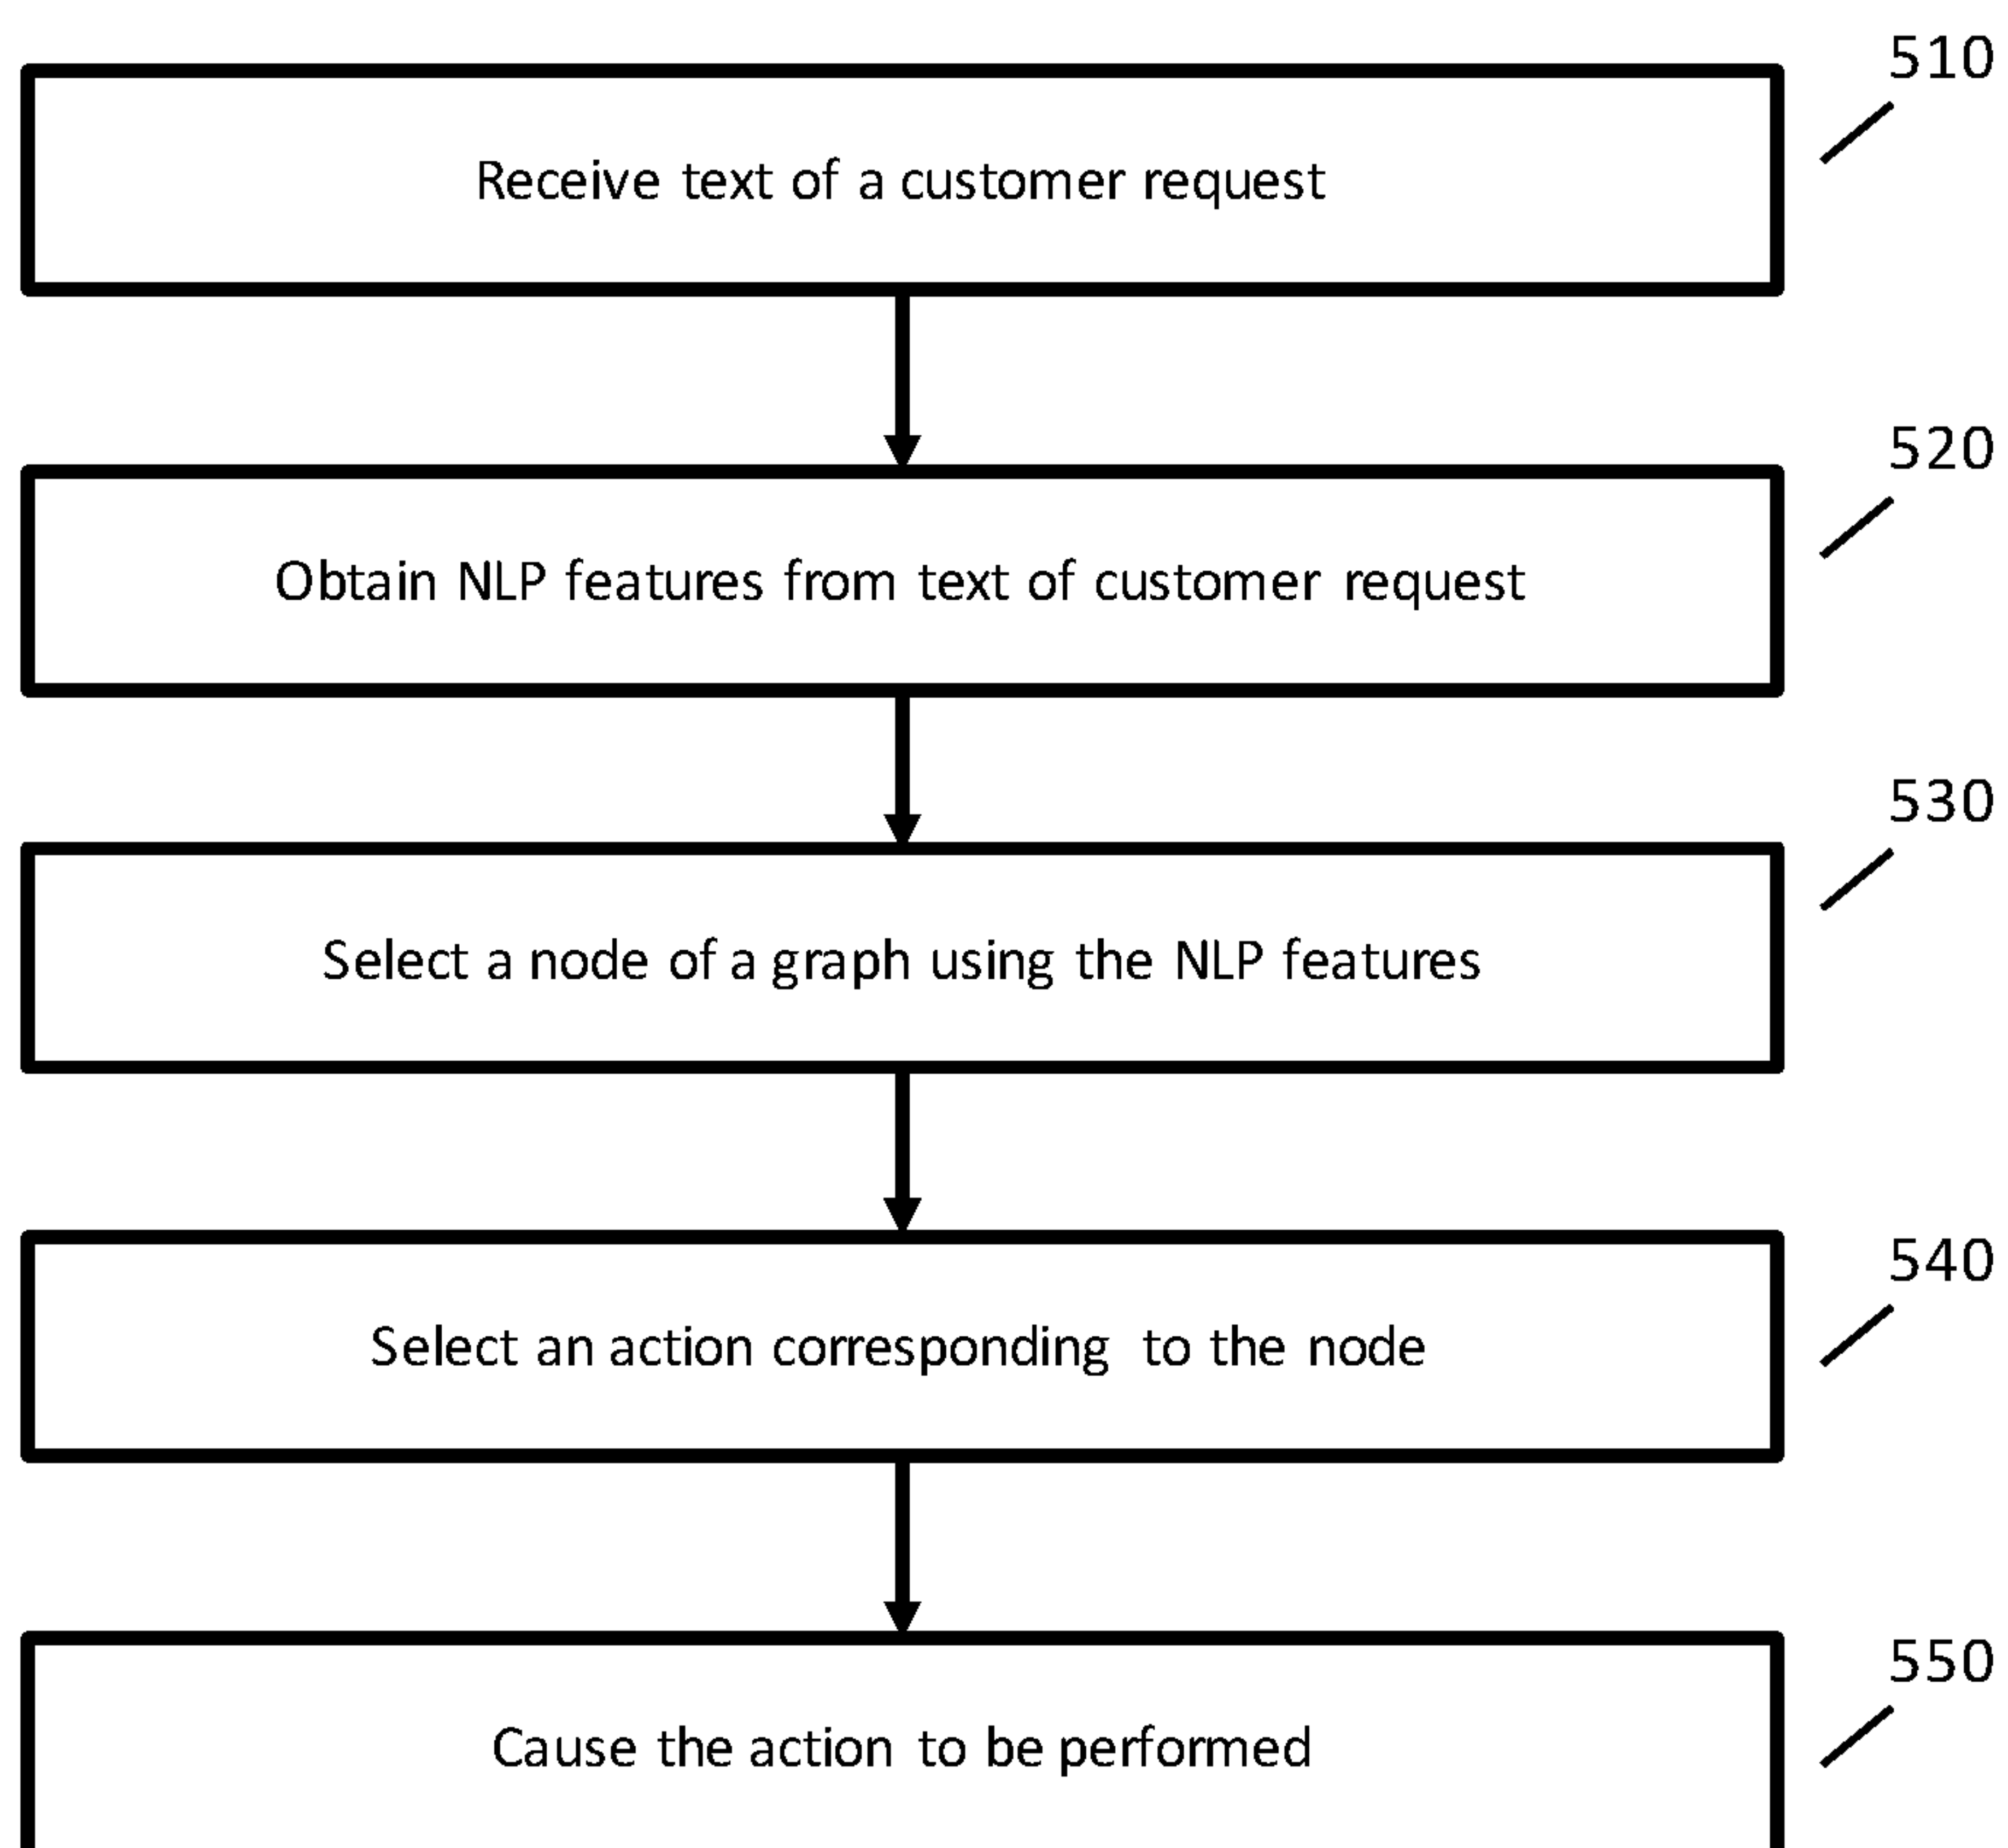 510
Receive text of a customer request
520
Obtain NLP features from text of customer request
530
Select a node of a graph using the NLP features
540
Select an action corresponding to the node
550
Cause the action to be performed